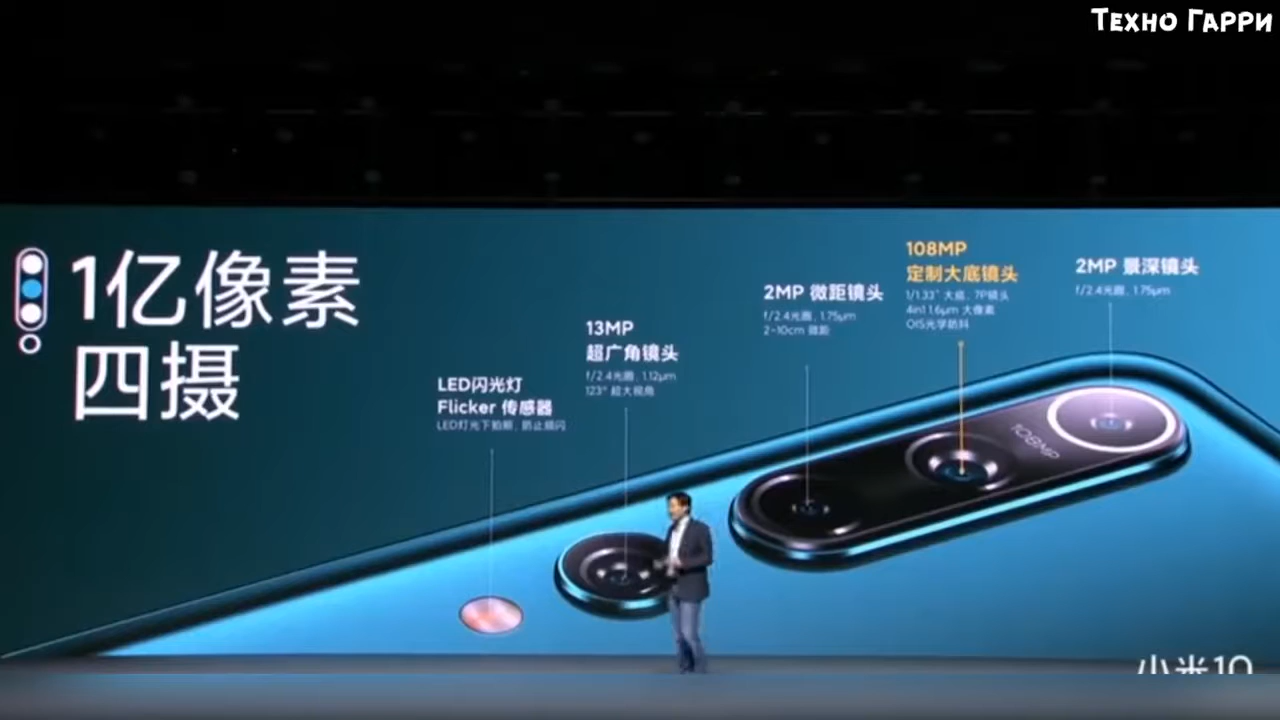 Техно Гарри
1亿像素
四摄
LED闪光灯
Flicker 传感器
LED灯光下拍照，防止频闪
13MP
超广角镜头
f/2.4光圈，1.12μm
123° 超大视角
2MP 微距镜头
f/2.4光圈，1.75μm
2-10cm 微距
108MP
定制大底镜头
1/1.33" 大底，7P镜头
4in1 1.6μm 大像素
OIS光学防抖
2MP 景深镜头
f/2.4光圈，1.75μm
108MP
小米10